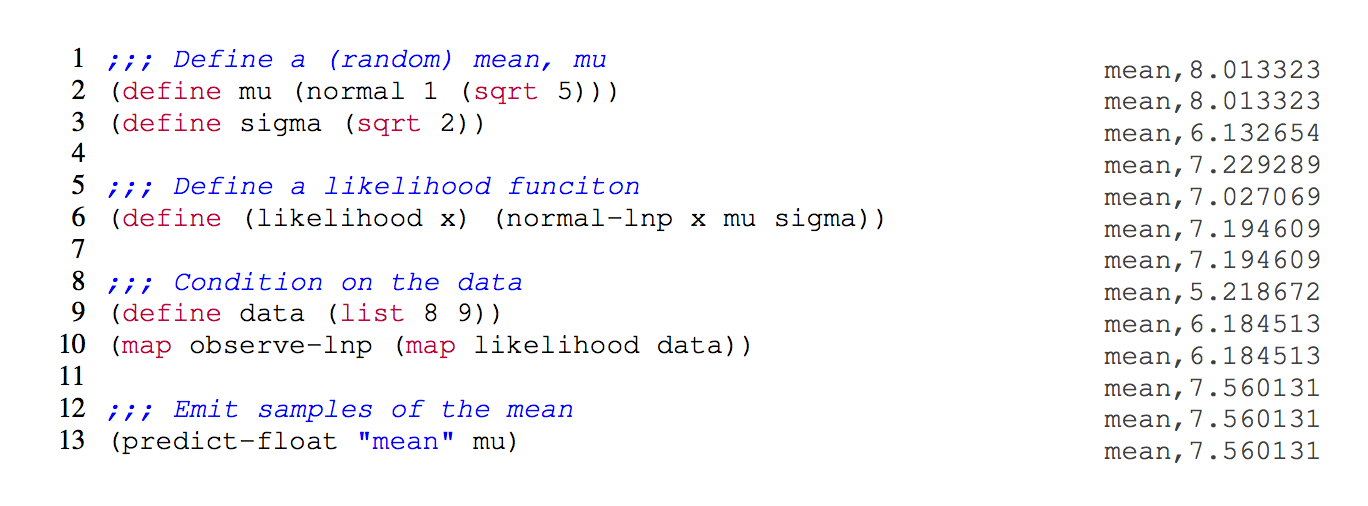 1 ;;; Define a (random) mean, mu
2 (define mu (normal 1 (sqrt 5)))
3 (define sigma (sqrt 2))
4
5 ;;; Define a likelihood funciton
6 (define (likelihood x) (normal-lnp x mu sigma))
7
8 ;;; Condition on the data
9 (define data (list 8 9))
10 (map observe-lnp (map likelihood data))
11
12 ;;; Emit samples of the mean
13 (predict-float "mean" mu)
mean,8.013323
mean,8.013323
mean,6.132654
mean,7.229289
mean,7.027069
mean,7.194609
mean,7.194609
mean,5.218672
mean,6.184513
mean,6.184513
mean,7.560131
mean,7.560131
mean,7.560131